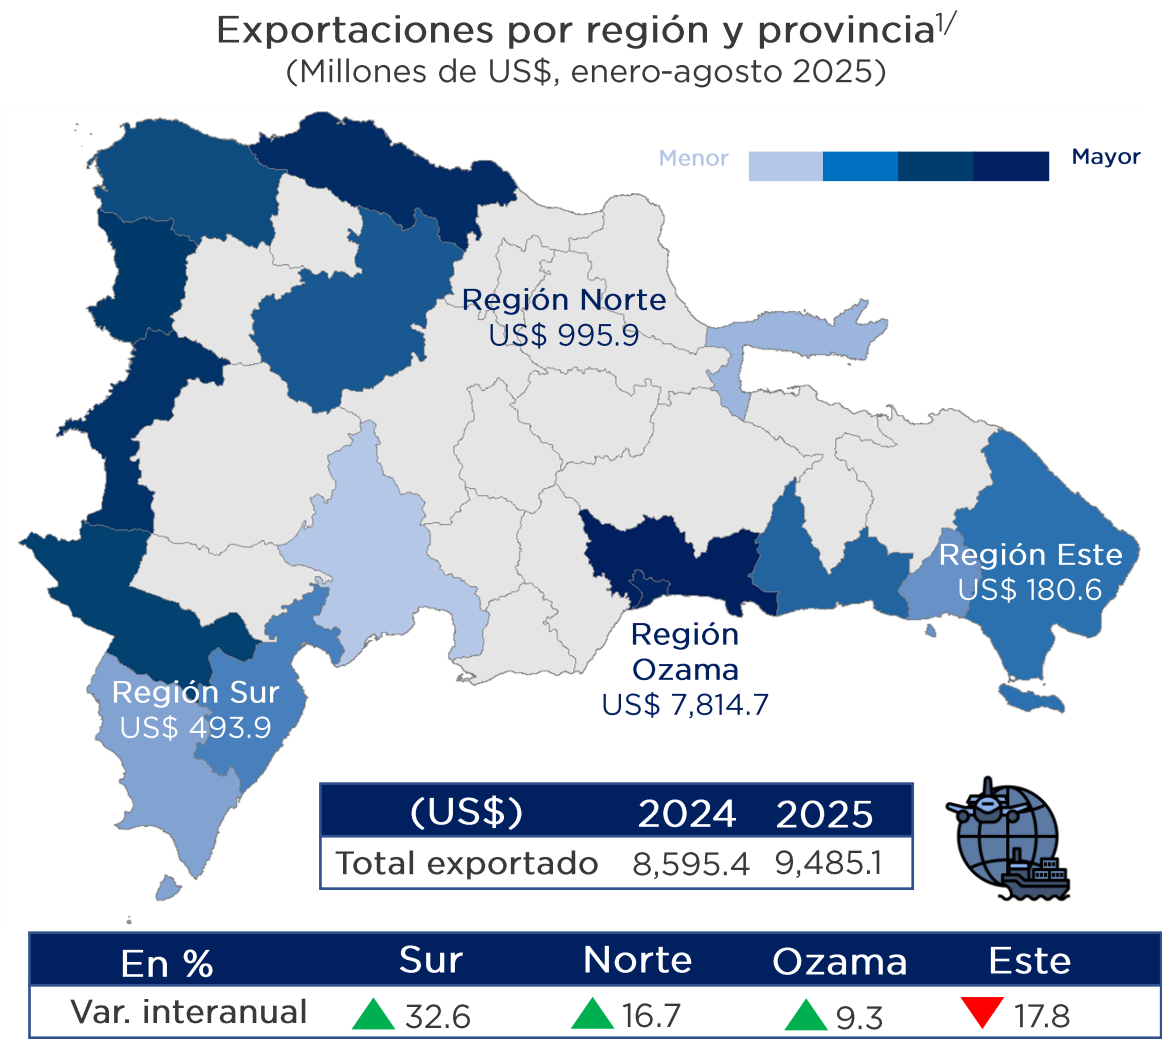 Exportaciones por región y provincia1/
(Millones de US$, enero-agosto 2025)
Menor
Mayor
Región Norte
US$ 995.9
Región Este
US$ 180.6
Región
Ozama
US$ 7,814.7
Región Sur
US$ 493.9
(US$) 2024 2025
Total exportado 8,595.4 9,485.1
En % Sur Norte Ozama Este
Var. interanual 32.6 16.7 9.3 17.8